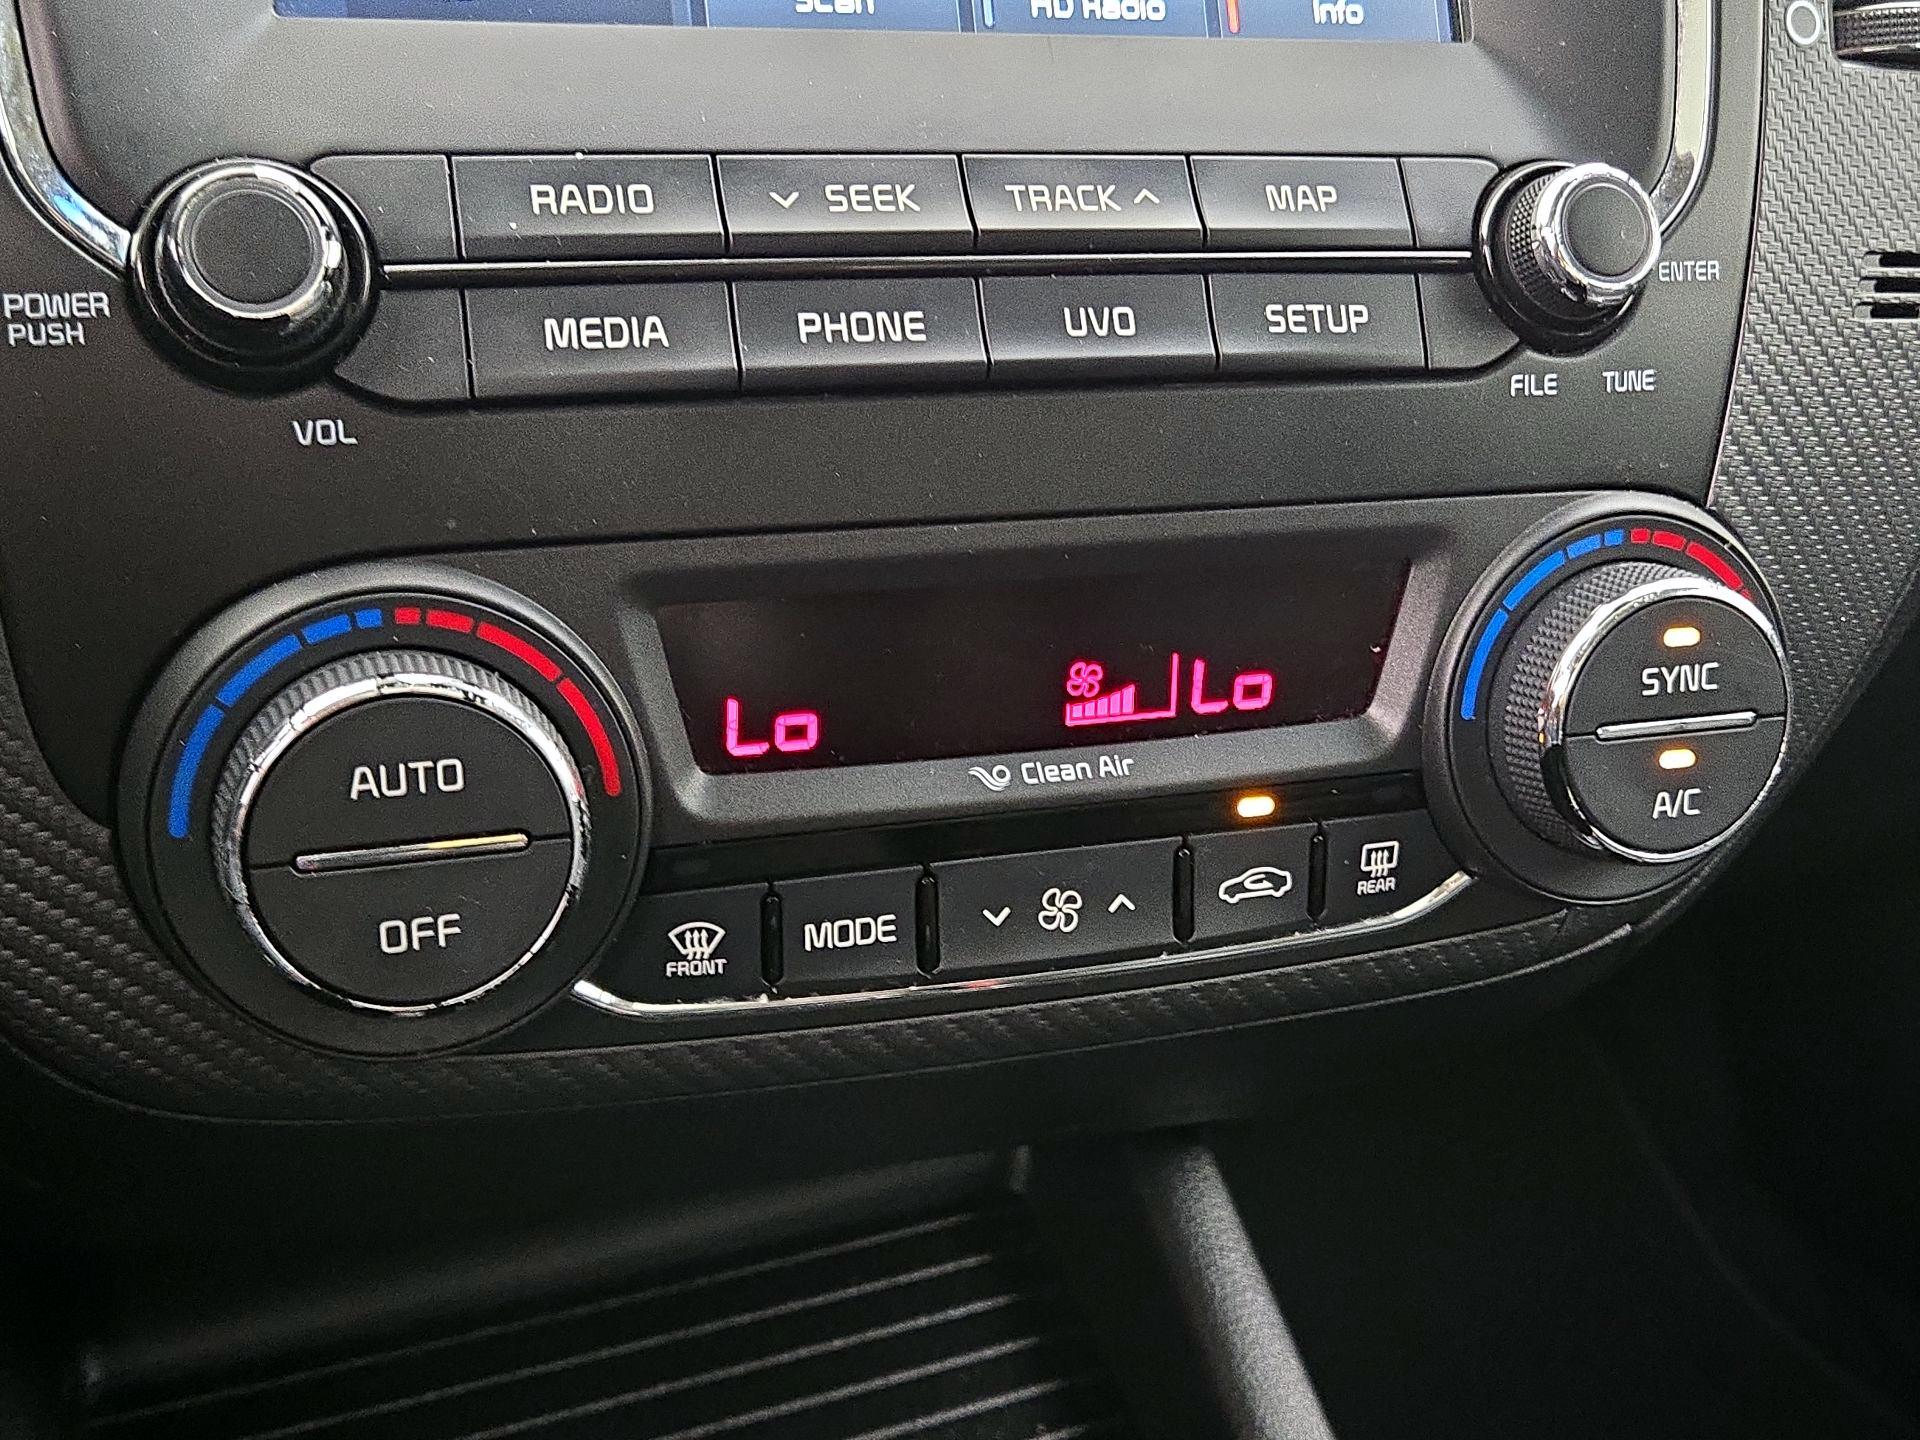 Scan HD Radio Info
RADIO SEEK TRACK MAP
POWER
PUSH
ENTER
MEDIA PHONE UVO SETUP
VOL
FILE TUNE
Lo Lo
Clean Air
AUTO
OFF
SYNC
A/C
FRONT
MODE
REAR